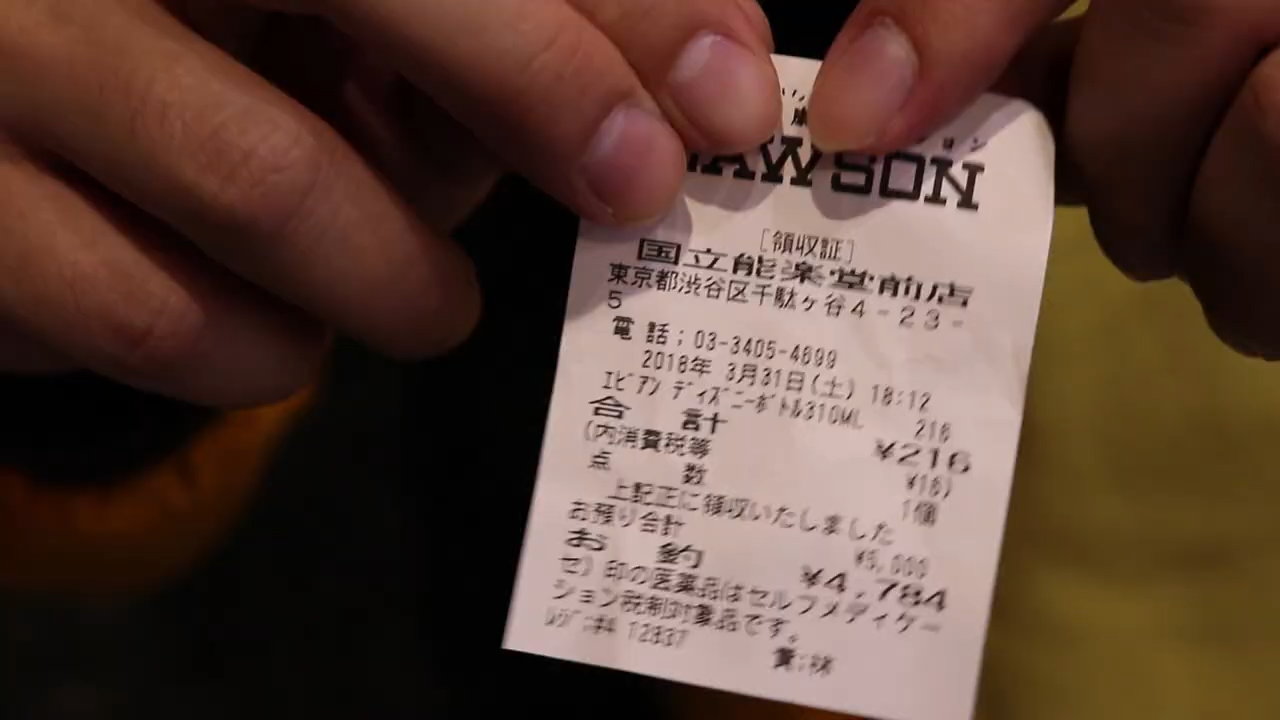 AWSON
[領収証]
国立能楽堂前店
東京都渋谷区千駄ヶ谷4-23-
5
電話;03-3405-4699
2018年 3月31日(土) 18:12
ｴﾋﾞｱﾝ ﾃﾞｨｽﾞﾆｰﾎﾞﾄﾙ310ML 216
合計 ¥216
(内消費税等 ¥16)
点数 1個
上記正に領収いたしました
お預り合計 ¥5,000
お釣 ¥4,784
セ)印の医薬品はセルフメディケー
ション税制対象品です。
ﾚｼﾞ:#4 12837 責:林